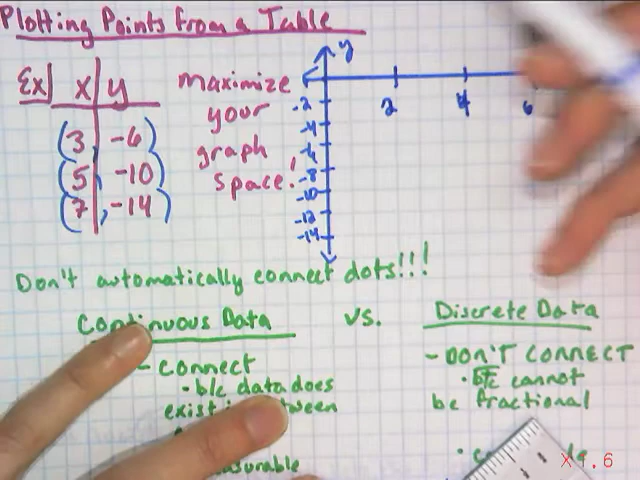 Plotting Points from a Table
Ex x y
(3, -6)
(5, -10)
(7, -14)
maximize
your
graph
space!
y
2 4 6
-2
-4
-6
-8
-10
-12
-14
Don't automatically connect dots!!!
Continuous Data vs. Discrete Data
- connect
• b/c data does
exist
- DON'T CONNECT
• b/c cannot
be fractional
x1.6